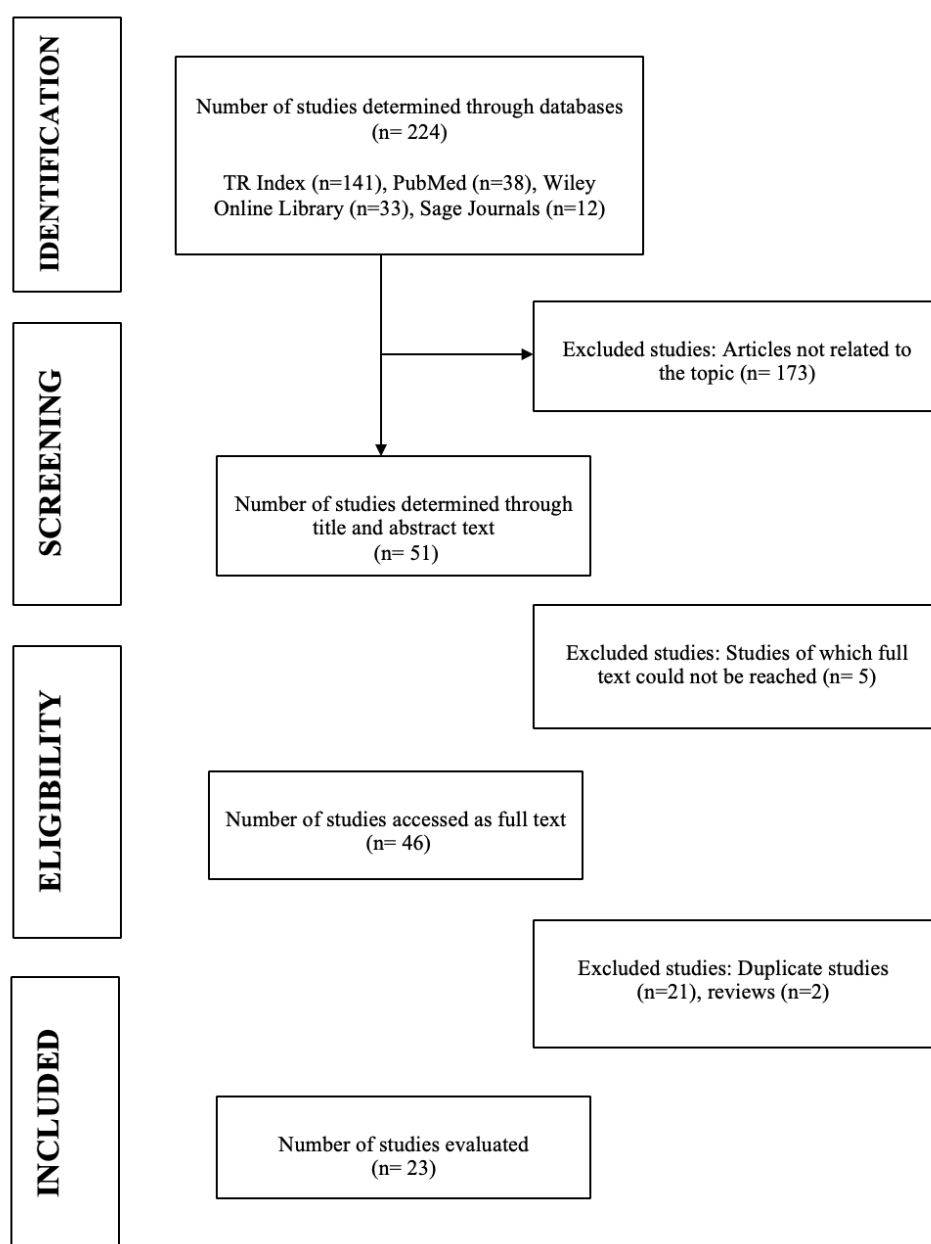 IDENTIFICATION
Number of studies determined through databases
(n= 224)
TR Index (n=141), PubMed (n=38), Wiley
Online Library (n=33), Sage Journals (n=12)
Excluded studies: Articles not related to
the topic (n= 173)
SCREENING
Number of studies determined through
title and abstract text
(n= 51)
Excluded studies: Studies of which full
text could not be reached (n= 5)
ELIGIBILITY
Number of studies accessed as full text
(n= 46)
Excluded studies: Duplicate studies
(n=21), reviews (n=2)
INCLUDED
Number of studies evaluated
(n= 23)